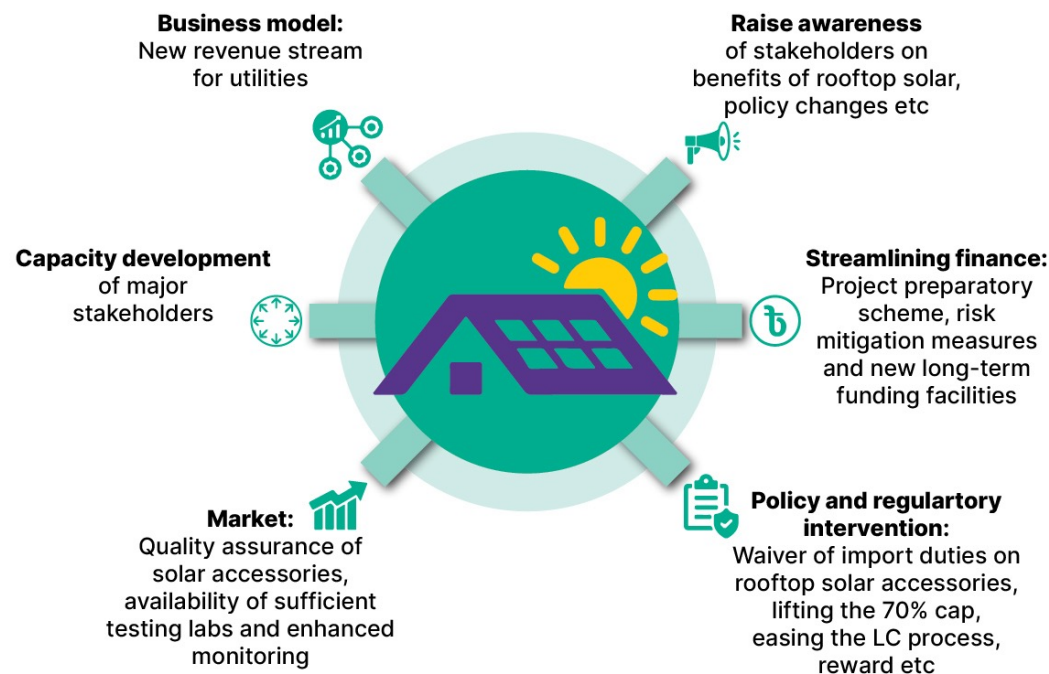 Business model:
New revenue stream
for utilities
Raise awareness
of stakeholders on
benefits of rooftop solar,
policy changes etc
Capacity development
of major
stakeholders
Streamlining finance:
Project preparatory
scheme, risk
mitigation measures
and new long-term
funding facilities
৳
Market:
Quality assurance of
solar accessories,
availability of sufficient
testing labs and enhanced
monitoring
Policy and regulartory
intervention:
Waiver of import duties on
rooftop solar accessories,
lifting the 70% cap,
easing the LC process,
reward etc